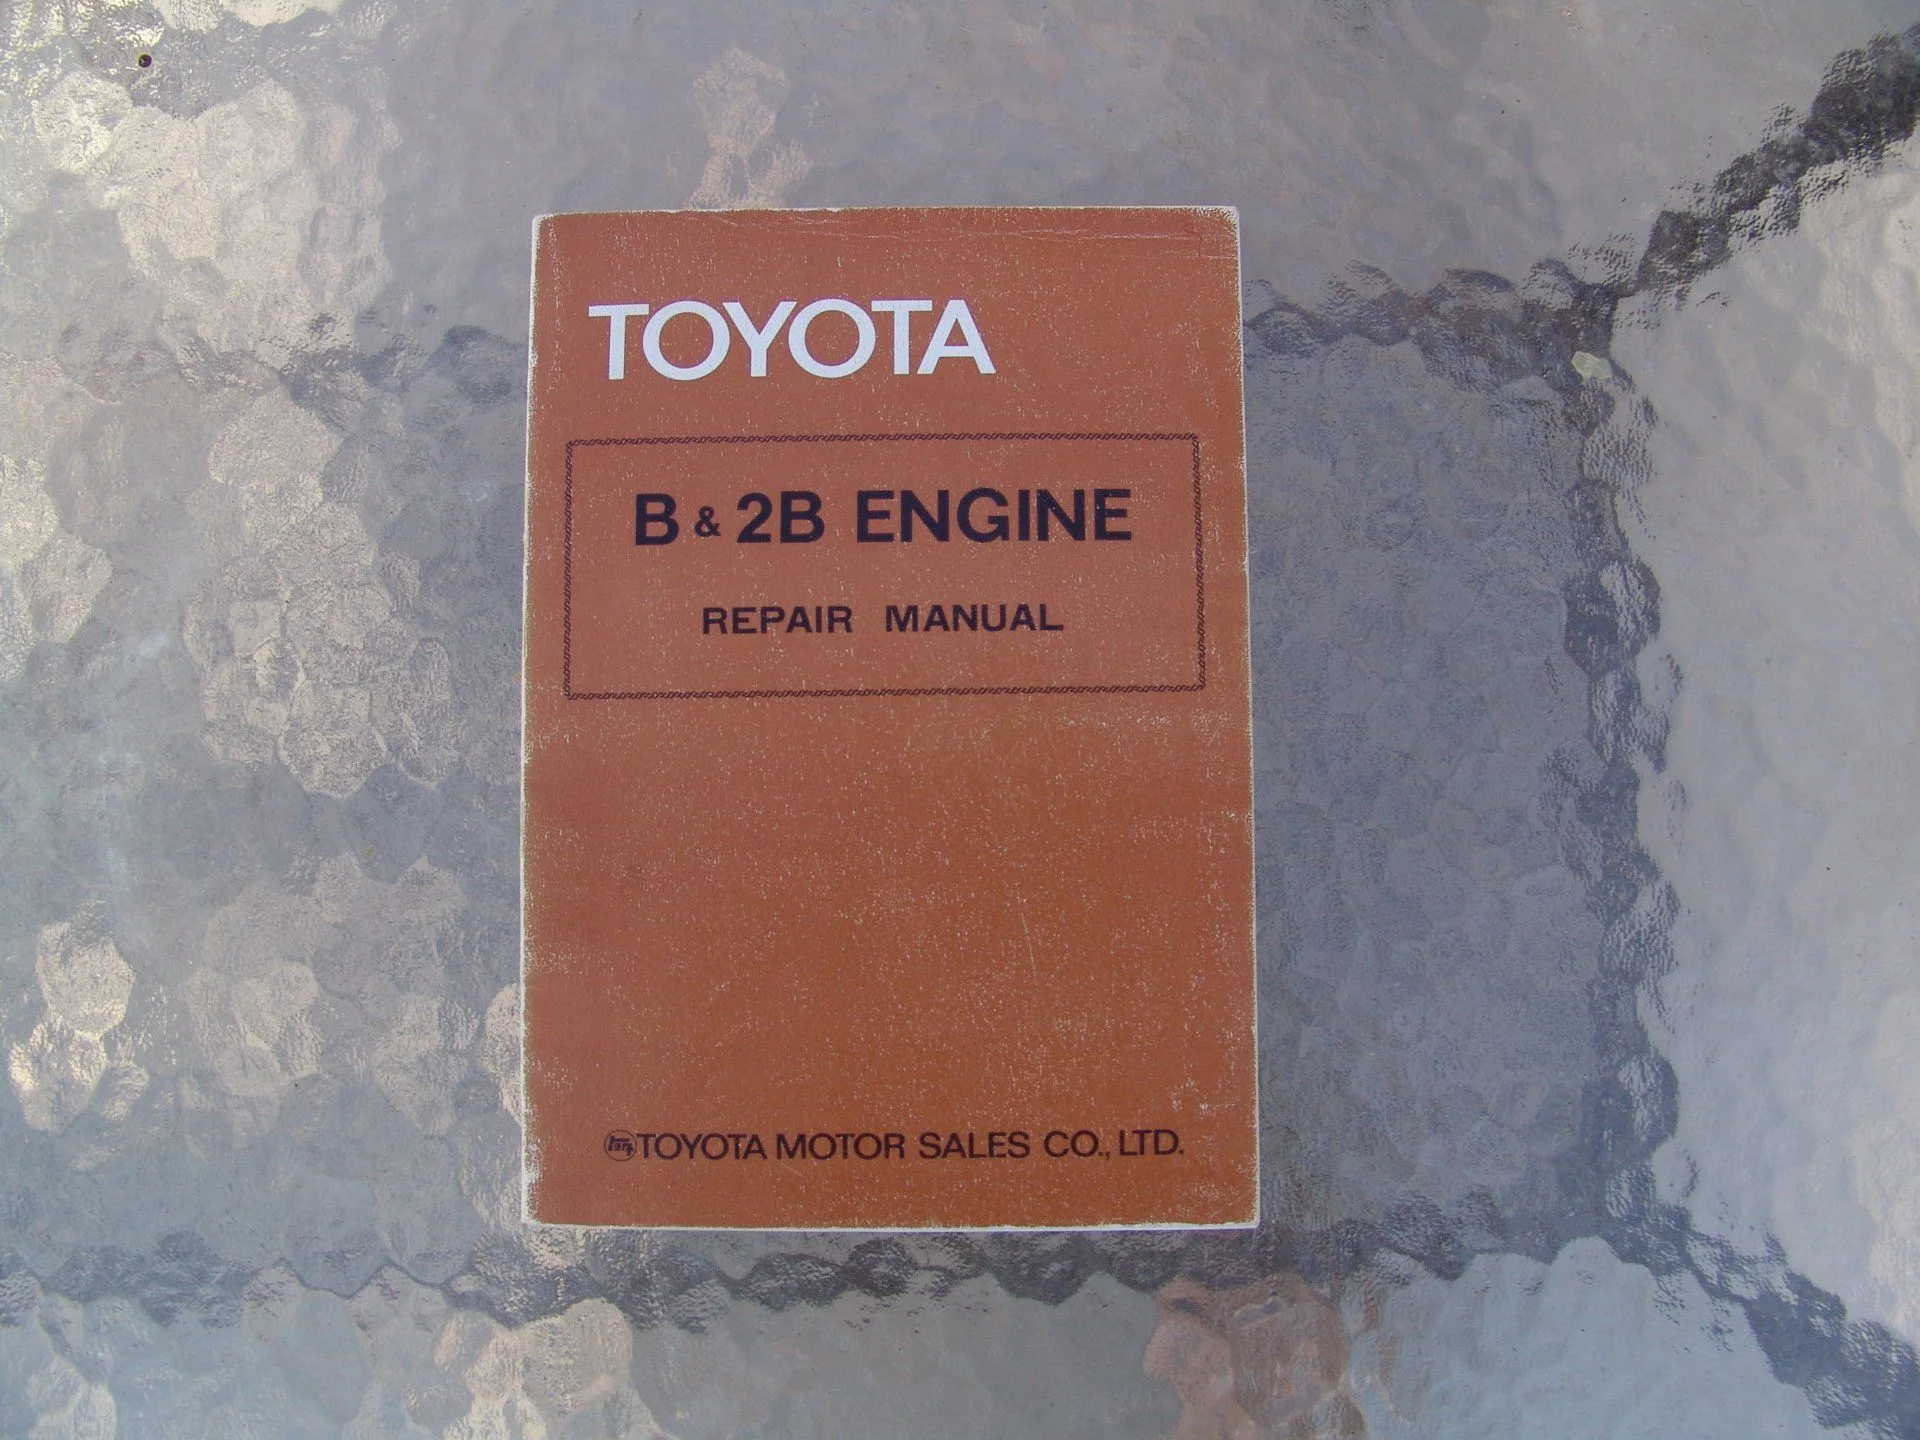 TOYOTA
B & 2B ENGINE
REPAIR MANUAL
TOYOTA MOTOR SALES CO., LTD.